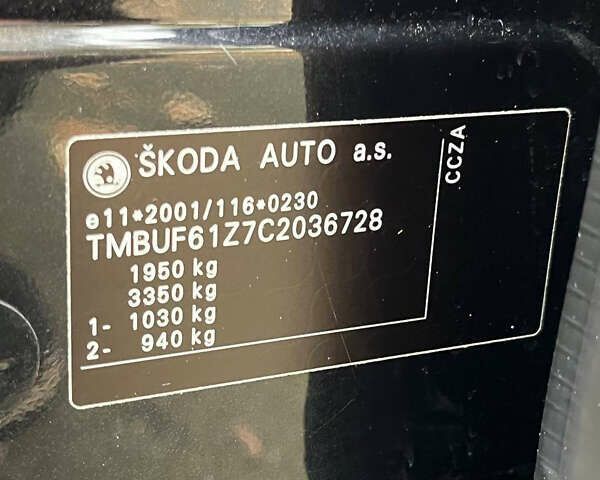 ŠKODA AUTO a.s.
e11*2001/116*0230
TMBUF61Z7C2036728
1950 kg
3350 kg
1- 1030 kg
2- 940 kg
CCZA